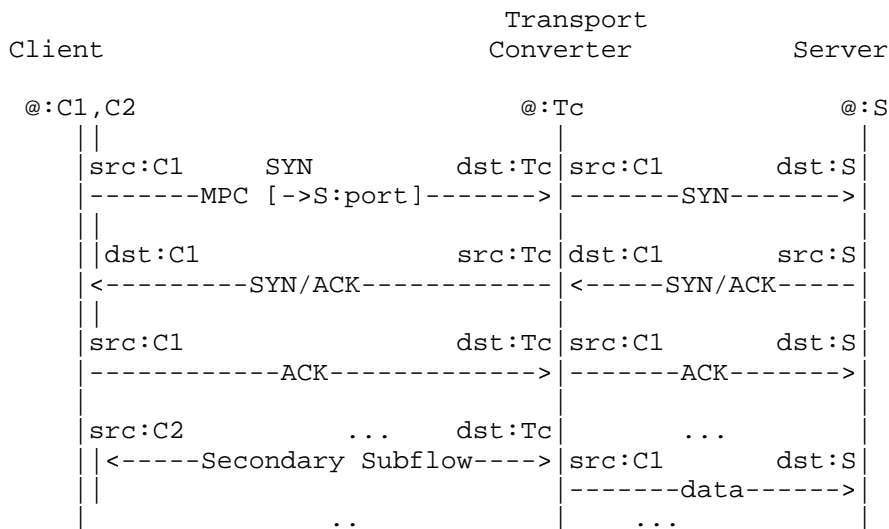 Transport
Client                               Converter          Server

 @:C1,C2                               @:Tc               @:S
     ||                                 |                  |
     |src:C1     SYN            dst:Tc|src:C1        dst:S|
     |-------MPC [->S:port]------->|-------SYN------->|
     ||                                 |                  |
     ||dst:C1                   src:Tc|dst:C1        src:S|
     |<---------SYN/ACK------------|<-----SYN/ACK-----|
     ||                                 |                  |
     |src:C1                    dst:Tc|src:C1        dst:S|
     |------------ACK------------->|-------ACK------->|
     |                                  |                  |
     |src:C2            ...     dst:Tc|       ...        |
     ||<-----Secondary Subflow---->|src:C1        dst:S|
     ||                                 |-------data------>|
     |                ..                |     ...          |